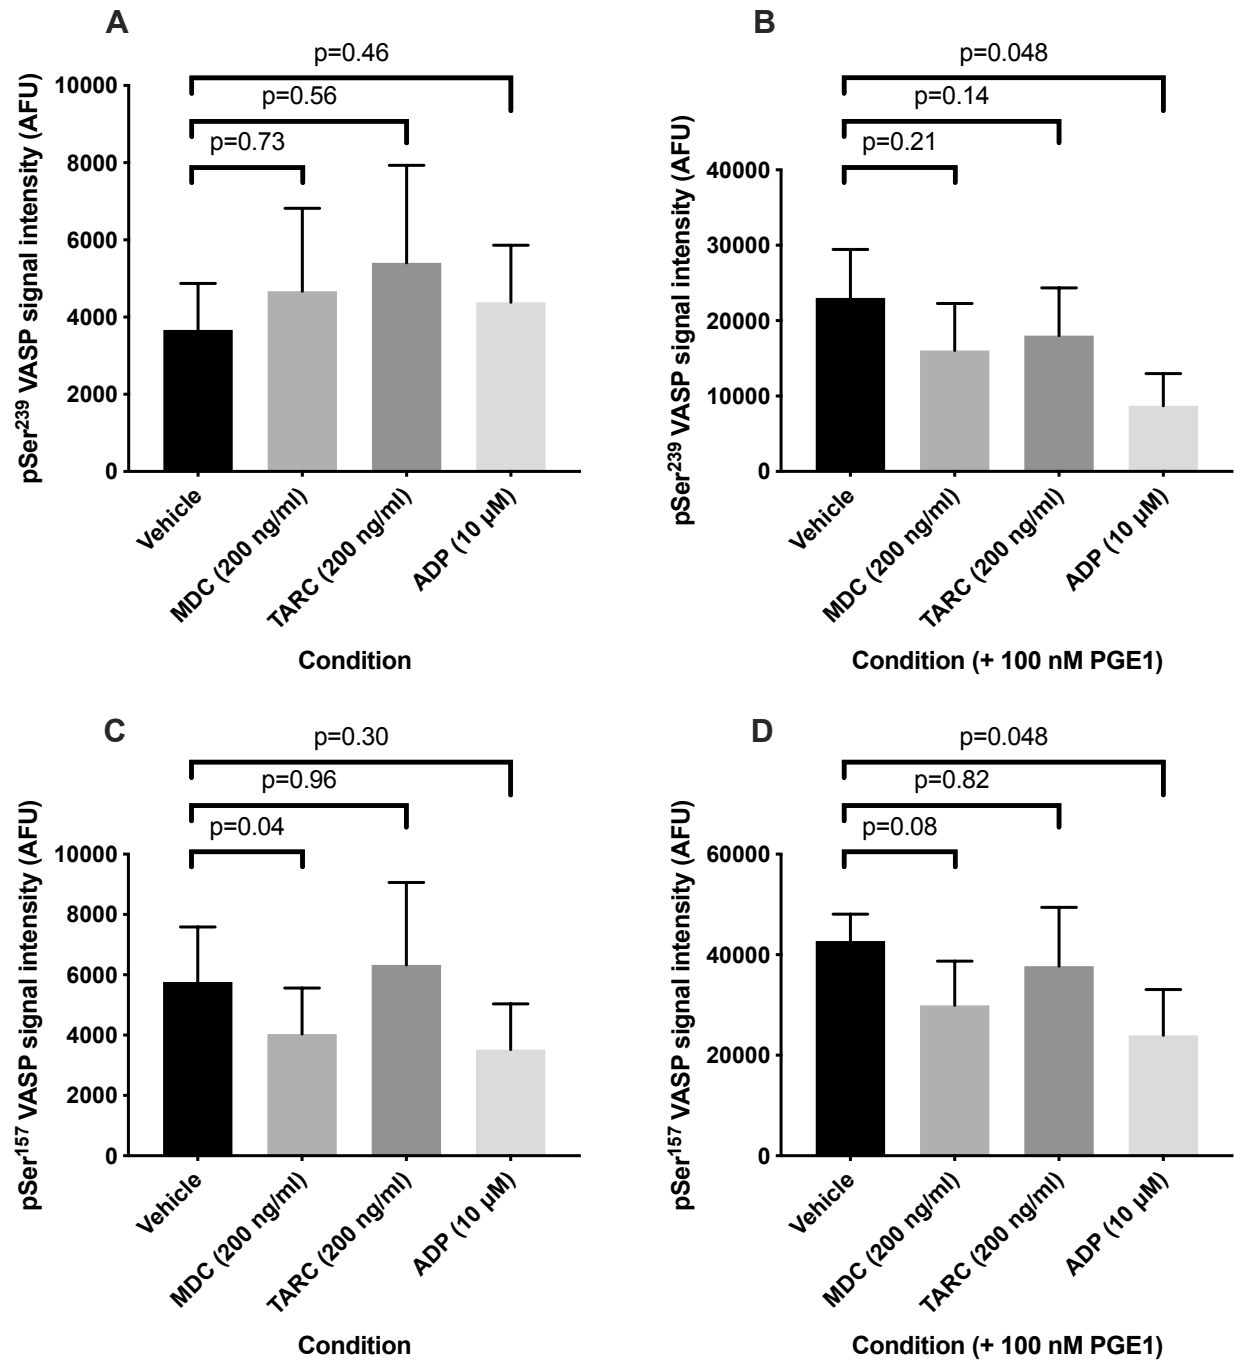 A
p=0.46
p=0.56
p=0.73
pSer239 VASP signal intensity (AFU)
10000
8000
6000
4000
2000
0
Vehicle
MDC (200 ng/ml)
TARC (200 ng/ml)
ADP (10 µM)
Condition
B
p=0.048
p=0.14
p=0.21
pSer239 VASP signal intensity (AFU)
40000
30000
20000
10000
0
Vehicle
MDC (200 ng/ml)
TARC (200 ng/ml)
ADP (10 µM)
Condition (+ 100 nM PGE1)
C
p=0.30
p=0.96
p=0.04
pSer157 VASP signal intensity (AFU)
10000
8000
6000
4000
2000
0
Vehicle
MDC (200 ng/ml)
TARC (200 ng/ml)
ADP (10 µM)
Condition
D
p=0.048
p=0.82
p=0.08
pSer157 VASP signal intensity (AFU)
60000
40000
20000
0
Vehicle
MDC (200 ng/ml)
TARC (200 ng/ml)
ADP (10 µM)
Condition (+ 100 nM PGE1)